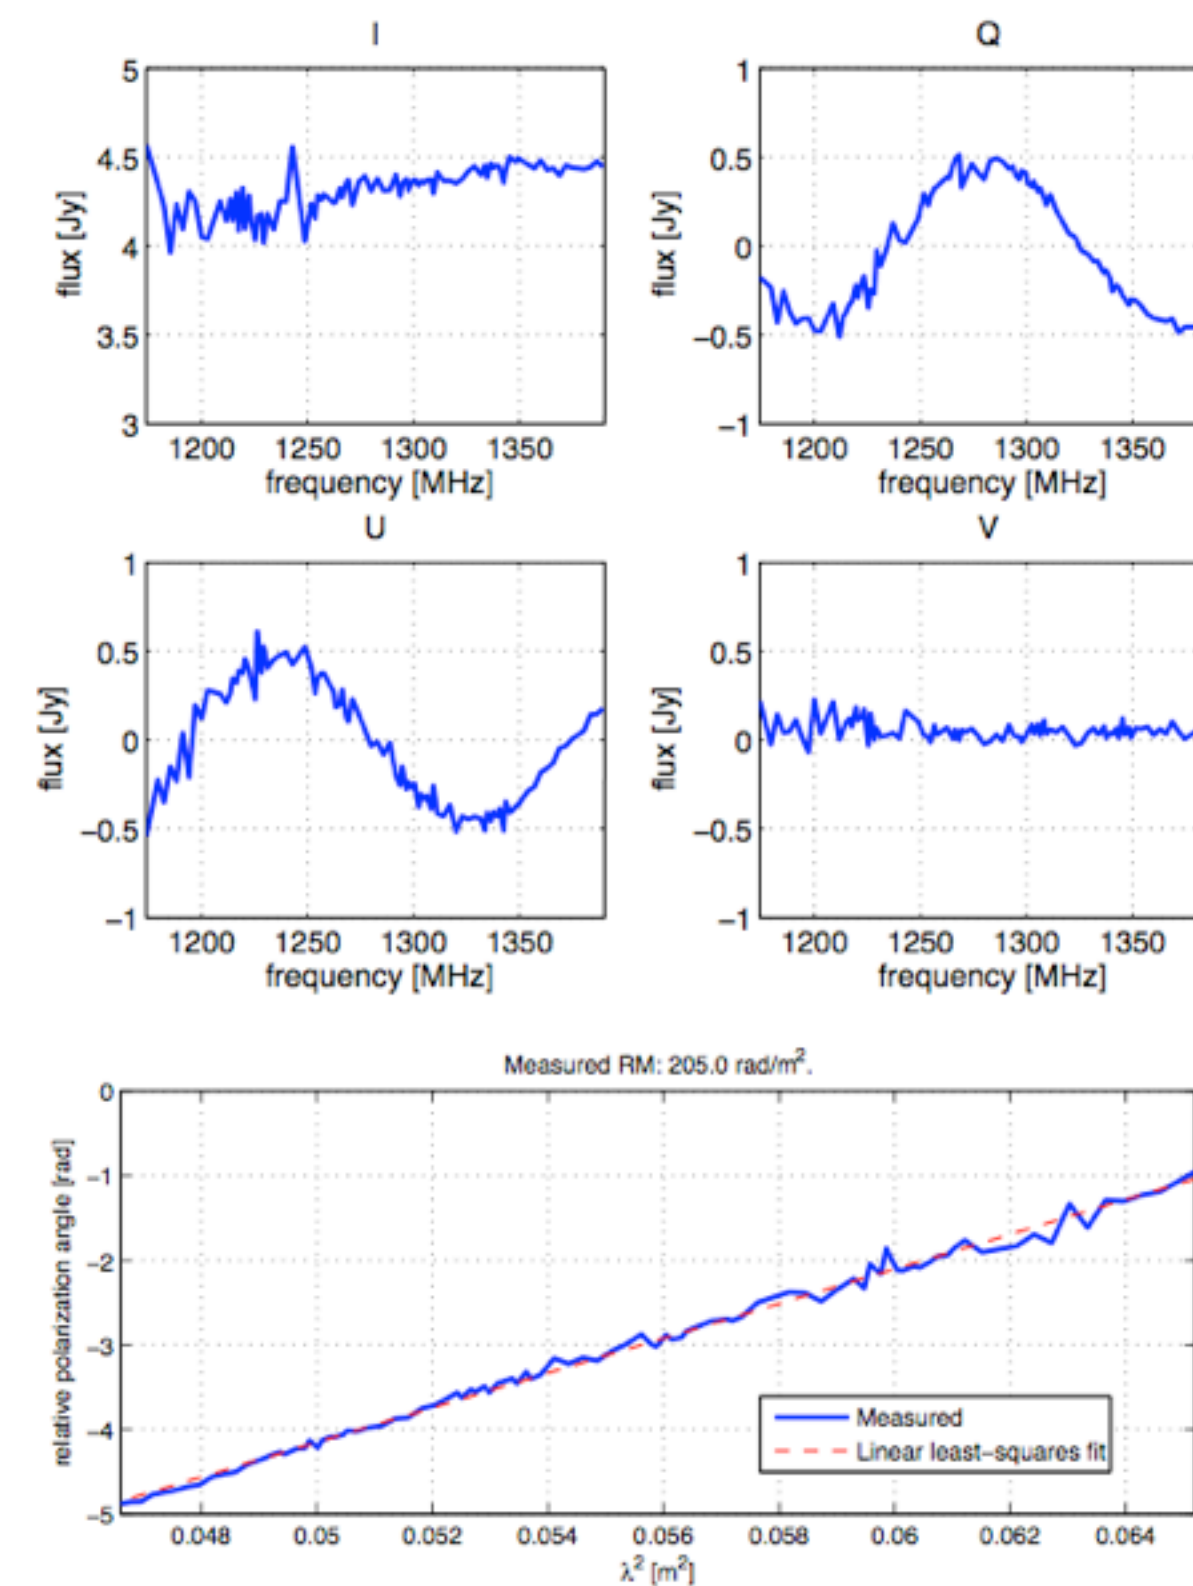 I
5
4.5
4
3.5
3
flux [Jy]
1200 1250 1300 1350
frequency [MHz]
Q
1
0.5
0
−0.5
−1
flux [Jy]
1200 1250 1300 1350
frequency [MHz]
U
1
0.5
0
−0.5
−1
flux [Jy]
1200 1250 1300 1350
frequency [MHz]
V
1
0.5
0
−0.5
−1
flux [Jy]
1200 1250 1300 1350
frequency [MHz]
Measured RM: 205.0 rad/m².
0
−1
−2
−3
−4
−5
relative polarization angle [rad]
Measured
Linear least−squares fit
0.048 0.05 0.052 0.054 0.056 0.058 0.06 0.062 0.064
λ² [m²]